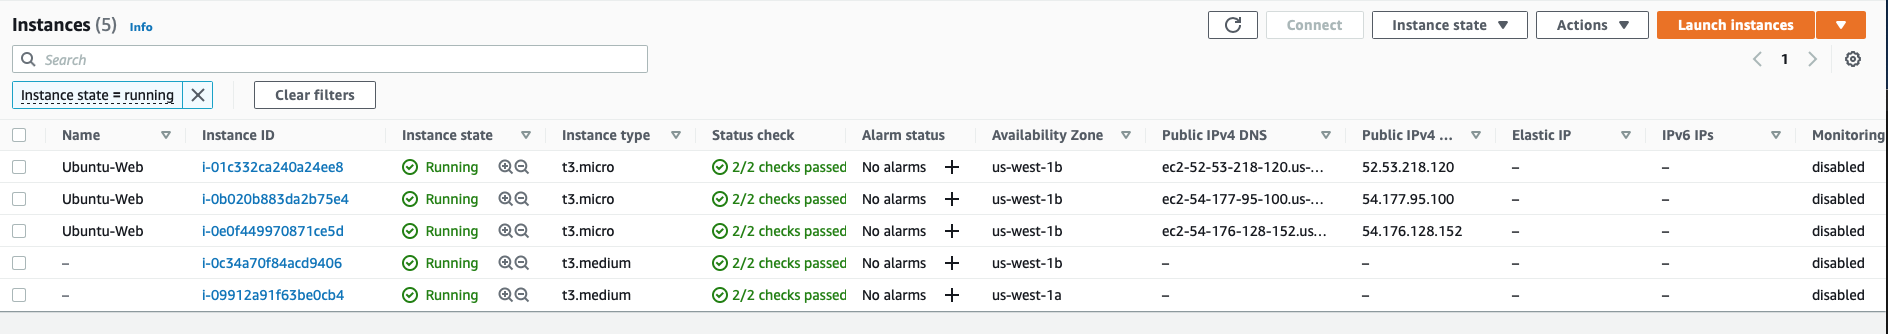 Instances (5) Info Connect Instance state Actions Launch instances
Search 1
Instance state = running Clear filters
Name Instance ID Instance state Instance type Status check Alarm status Availability Zone Public IPv4 DNS Public IPv4 ... Elastic IP IPv6 IPs Monitoring
Ubuntu-Web i-01c332ca240a24ee8 Running t3.micro 2/2 checks passed No alarms + us-west-1b ec2-52-53-218-120.us-... 52.53.218.120 – – disabled
Ubuntu-Web i-0b020b883da2b75e4 Running t3.micro 2/2 checks passed No alarms + us-west-1b ec2-54-177-95-100.us-... 54.177.95.100 – – disabled
Ubuntu-Web i-0e0f449970871ce5d Running t3.micro 2/2 checks passed No alarms + us-west-1b ec2-54-176-128-152.us... 54.176.128.152 – – disabled
– i-0c34a70f84acd9406 Running t3.medium 2/2 checks passed No alarms + us-west-1b – – – – disabled
– i-09912a91f63be0cb4 Running t3.medium 2/2 checks passed No alarms + us-west-1a – – – – disabled